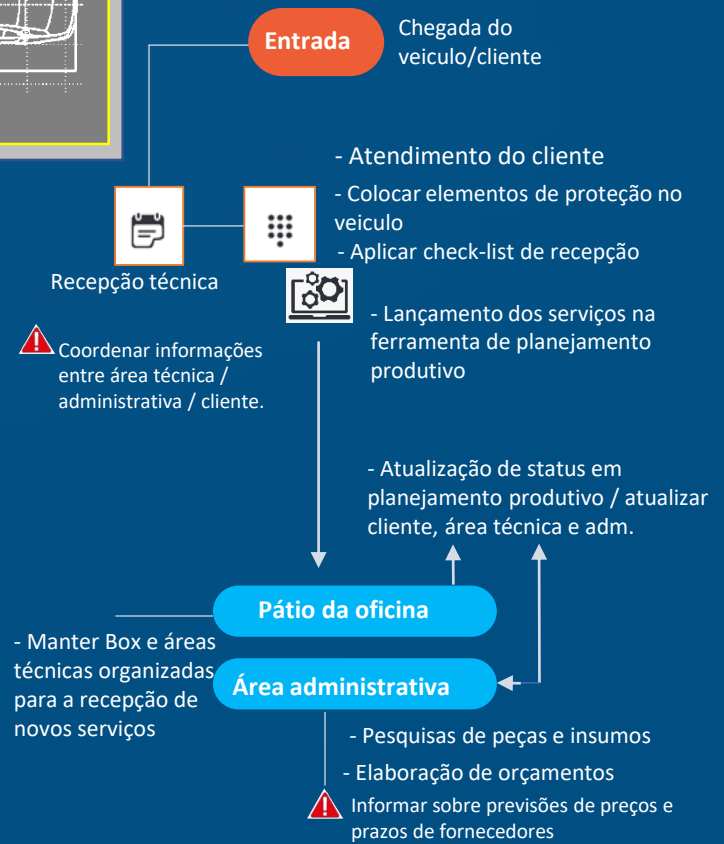 Entrada
Chegada do
veiculo/cliente
- Atendimento do cliente
- Colocar elementos de proteção no
veiculo
- Aplicar check-list de recepção
Recepção técnica
- Lançamento dos serviços na
ferramenta de planejamento
produtivo
Coordenar informações
entre área técnica /
administrativa / cliente.
- Atualização de status em
planejamento produtivo / atualizar
cliente, área técnica e adm.
Pátio da oficina
- Manter Box e áreas
técnicas organizadas
para a recepção de
novos serviços
Área administrativa
- Pesquisas de peças e insumos
- Elaboração de orçamentos
Informar sobre previsões de preços e
prazos de fornecedores